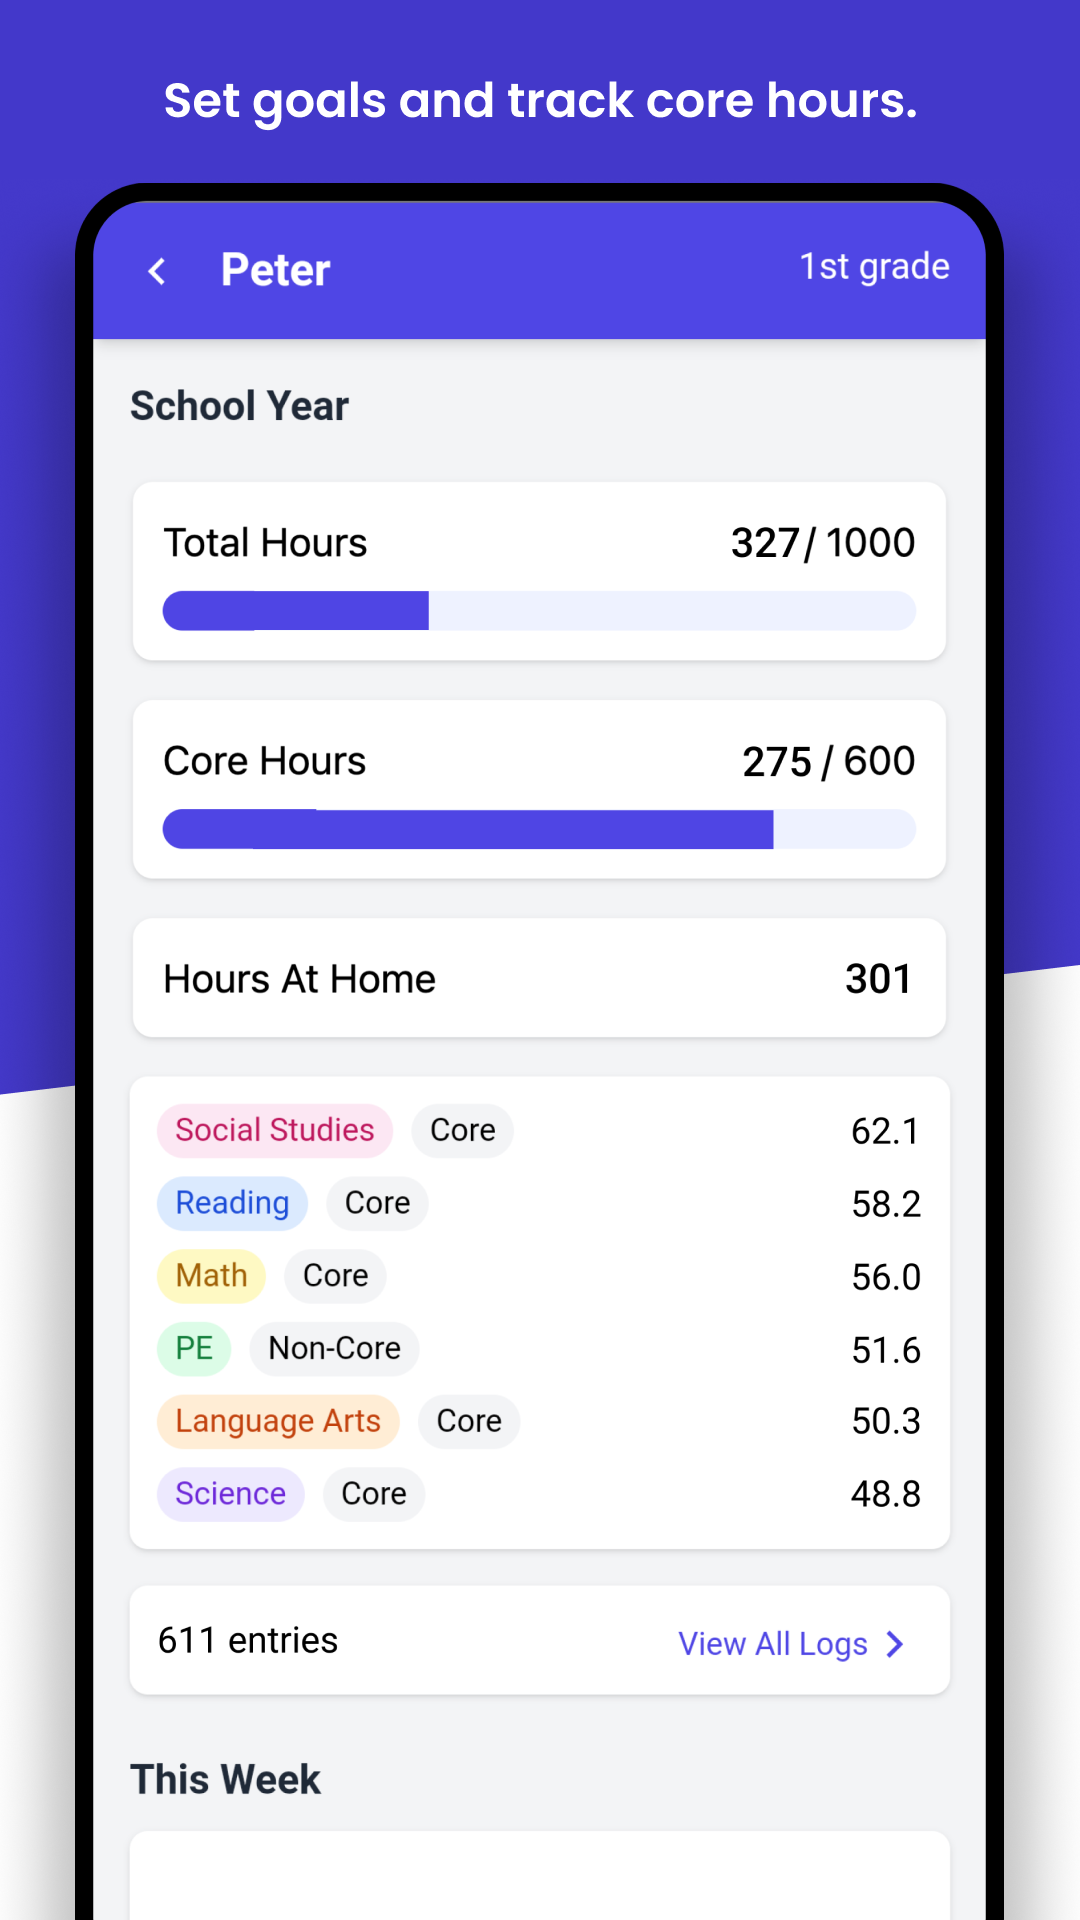 Set goals and track core hours.
Peter 1st grade
School Year
Total Hours 327/ 1000
Core Hours 275 / 600
Hours At Home 301
Social Studies Core 62.1
Reading Core 58.2
Math Core 56.0
PE Non-Core 51.6
Language Arts Core 50.3
Science Core 48.8
611 entries View All Logs
This Week